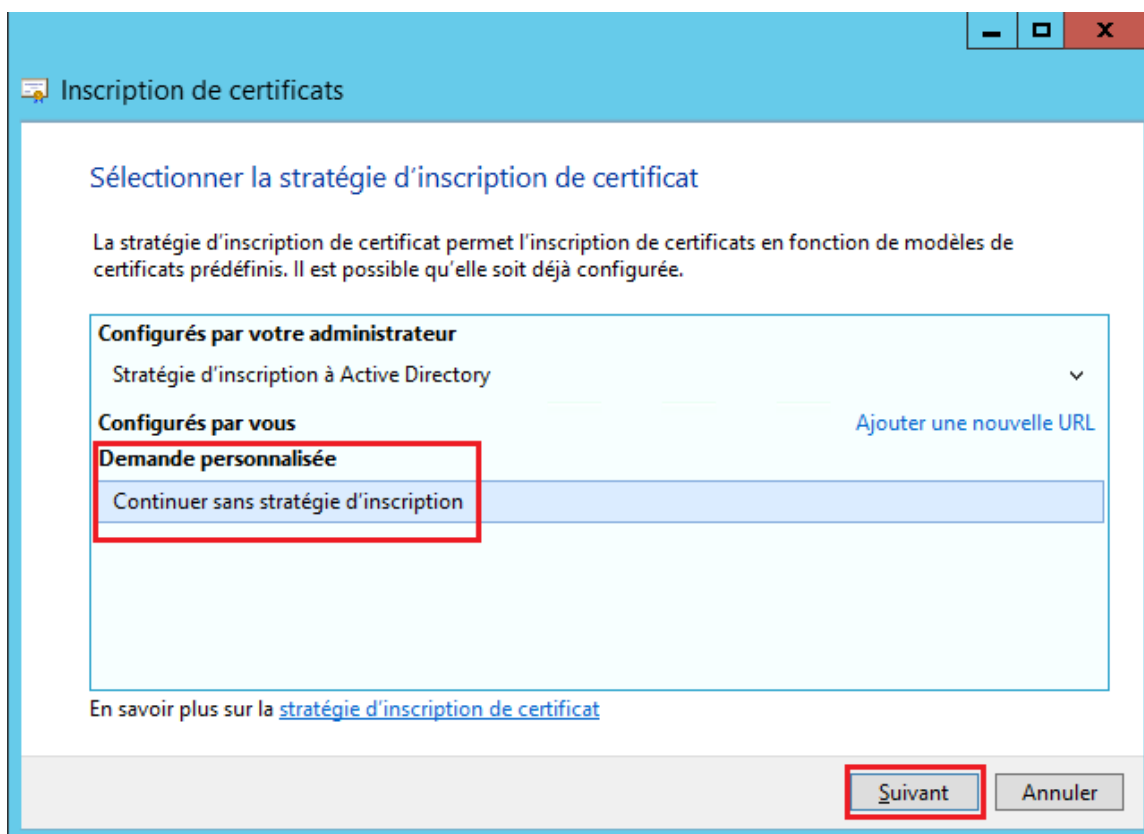 Inscription de certificats
Sélectionner la stratégie d’inscription de certificat
La stratégie d’inscription de certificat permet l’inscription de certificats en fonction de modèles de
certificats prédéfinis. Il est possible qu’elle soit déjà configurée.
Configurés par votre administrateur
Stratégie d’inscription à Active Directory
Configurés par vous Ajouter une nouvelle URL
Demande personnalisée
Continuer sans stratégie d’inscription
En savoir plus sur la stratégie d’inscription de certificat
Suivant Annuler